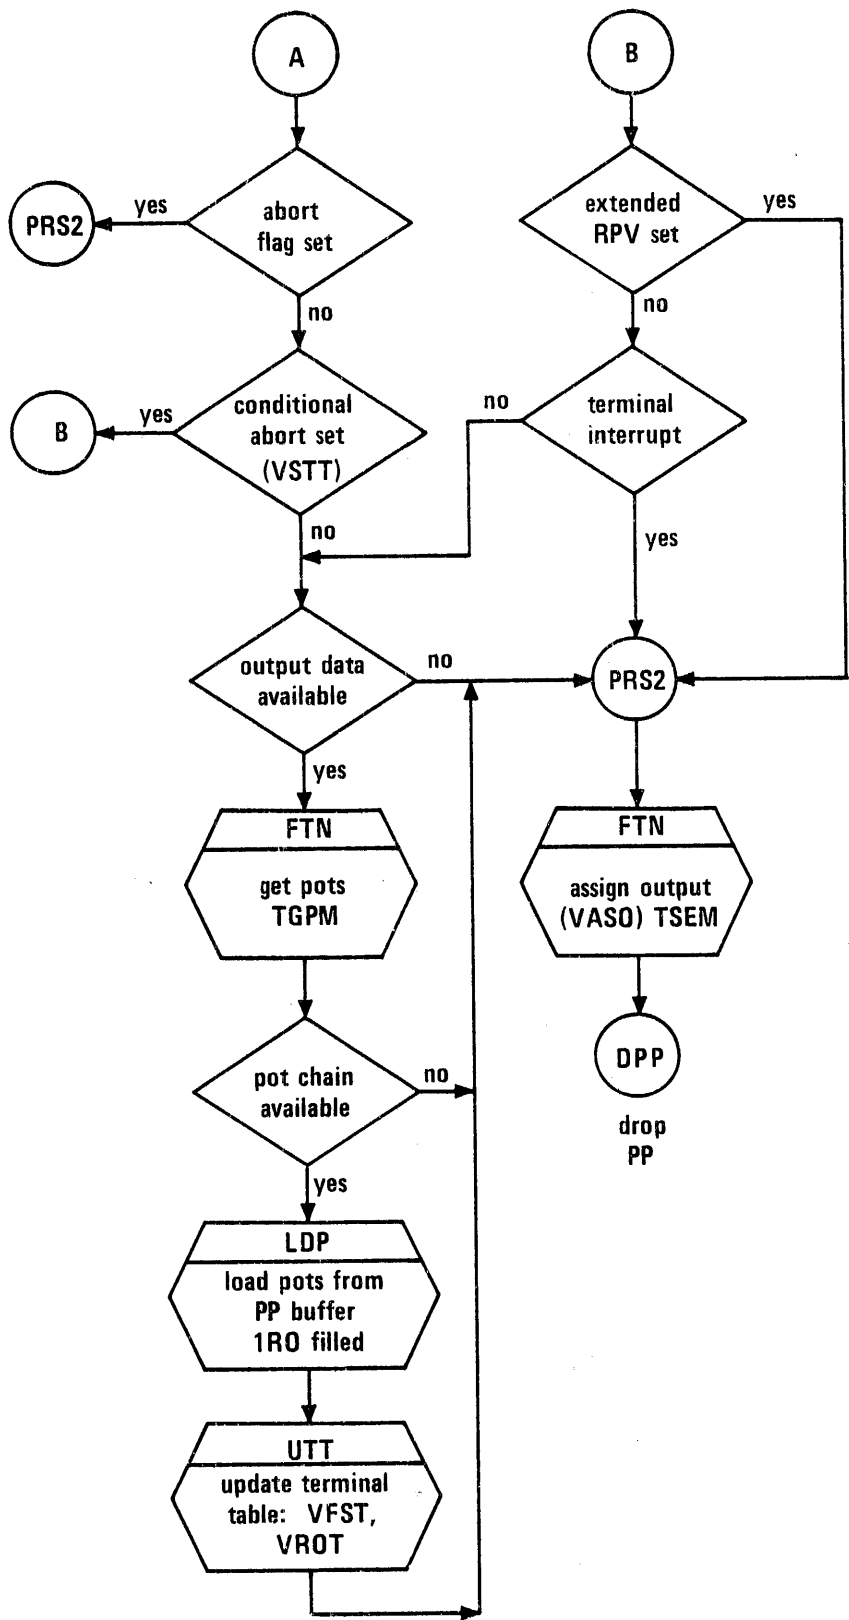 A
B
abort
flag set
yes
PRS2
no
extended
RPV set
yes
no
conditional
abort set
(VSTT)
yes
B
no
terminal
interrupt
no
yes
output data
available
no
PRS2
yes
FTN
get pots
TGPM
FTN
assign output
(VASO) TSEM
pot chain
available
no
DPP
drop
PP
yes
LDP
load pots from
PP buffer
1RO filled
UTT
update terminal
table: VFST,
VROT